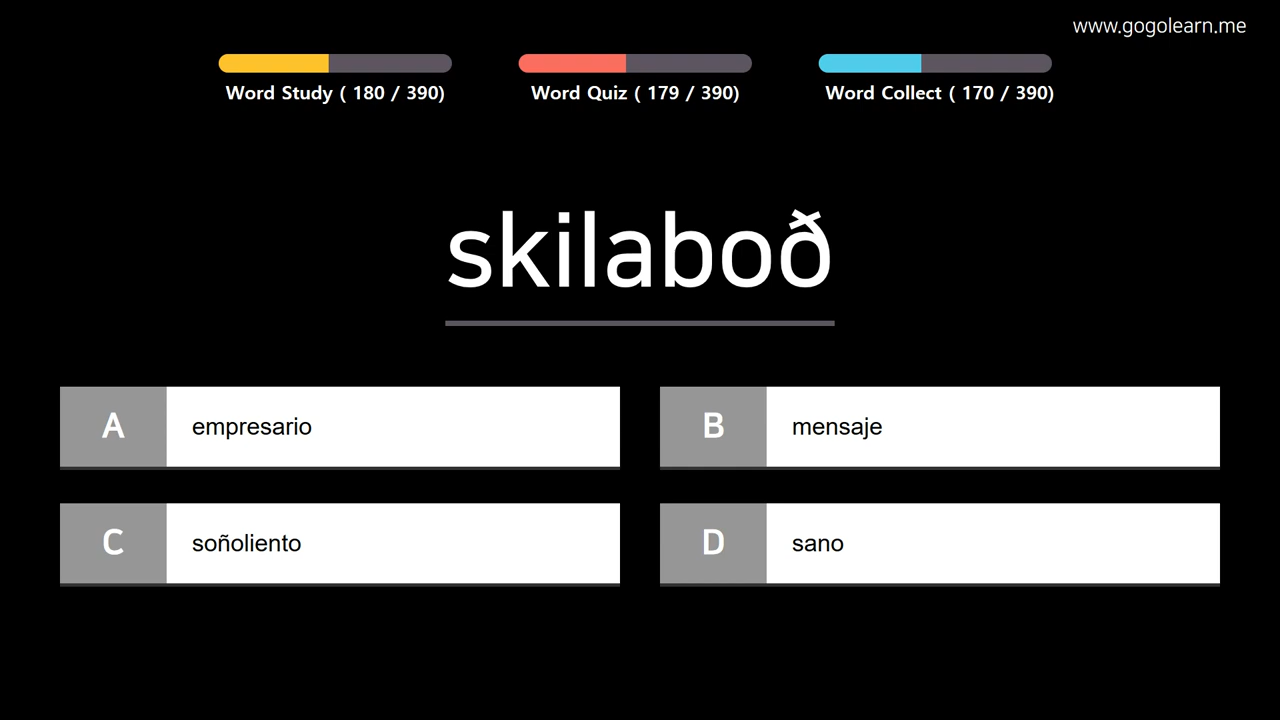 www.gogolearn.me
Word Study ( 180 / 390)
Word Quiz ( 179 / 390)
Word Collect ( 170 / 390)
skilaboð
A empresario
B mensaje
C soñoliento
D sano